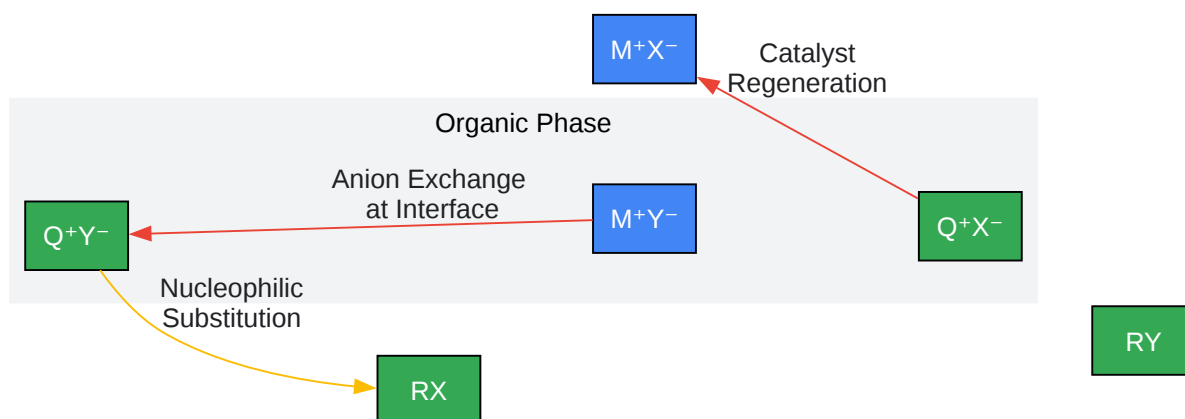 M⁺X⁻
Catalyst
Regeneration
Organic Phase
Anion Exchange
at Interface
M⁺Y⁻
Q⁺Y⁻
Q⁺X⁻
Nucleophilic
Substitution
RY
RX